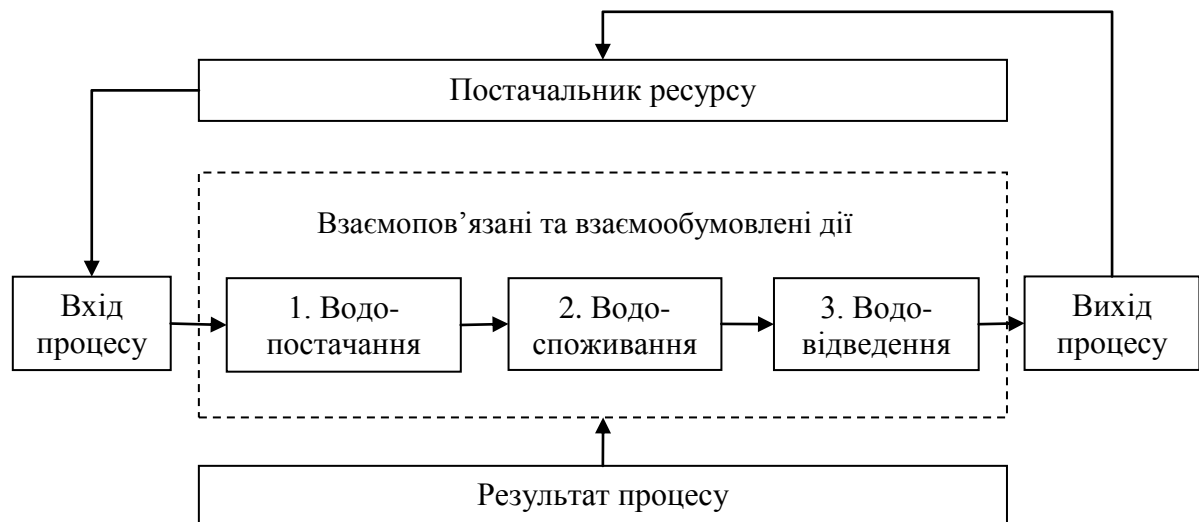 Постачальник ресурсу
Взаємопов’язані та взаємообумовлені дії
Вхід
процесу
1. Водо-
постачання
2. Водо-
споживання
3. Водо-
відведення
Вихід
процесу
Результат процесу